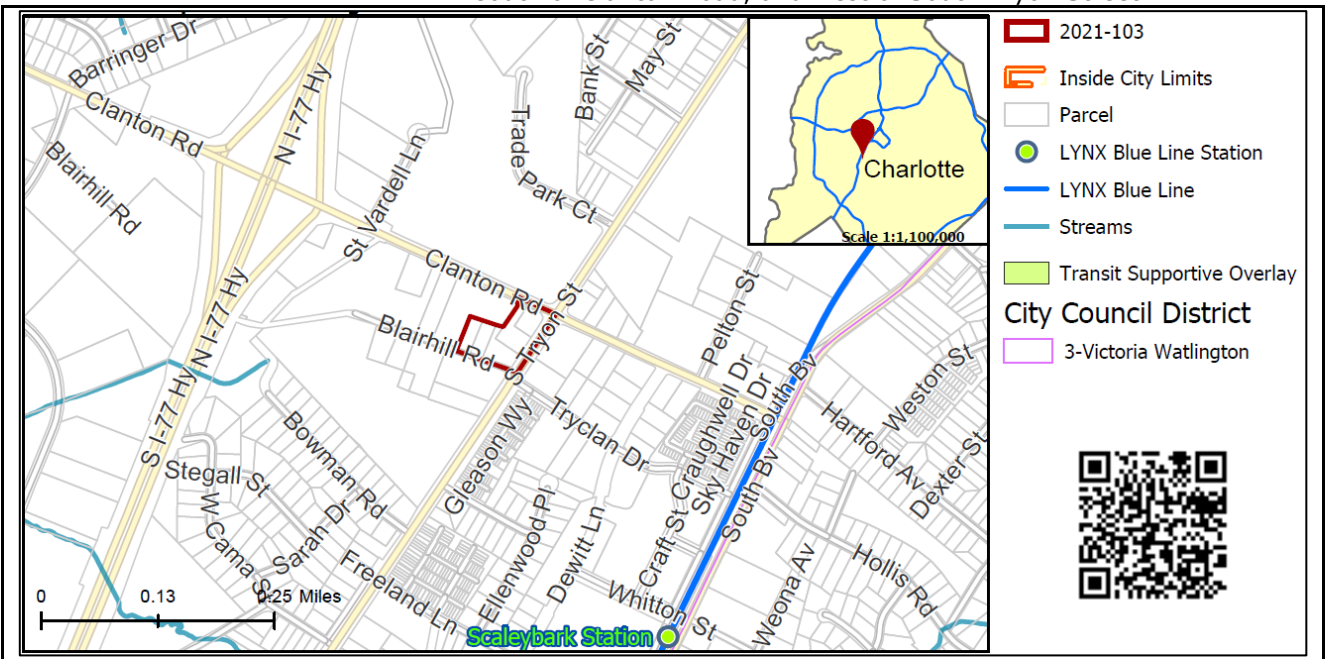 Barringer Dr
Clanton Rd
Blairhill Rd
N I-77 Hy
St Vardell Ln
Trade Park Ct
Bank St
May St
Charlotte
Scale 1:1,100,000
Clanton Rd
Blairhill Rd
S Tryon St
Pelton St
N I-77 Hy
S I-77 Hy
Tryclan Dr
Gleason Wy
Craughwell Dr
Sky Haven Dr
South Bv
South Bv
Hartford Av
Weston St
Dexter St
Bowman Rd
Stegall St
W Cama St
Sarah Dr
Freeland Ln
Ellenwood Pl
Dewitt Ln
Craft St
Whitton St
Weona Av
Hollis Rd
0 0.13 0.25 Miles
Scaleybark Station
2021-103
Inside City Limits
Parcel
LYNX Blue Line Station
LYNX Blue Line
Streams
Transit Supportive Overlay
City Council District
3-Victoria Watlington